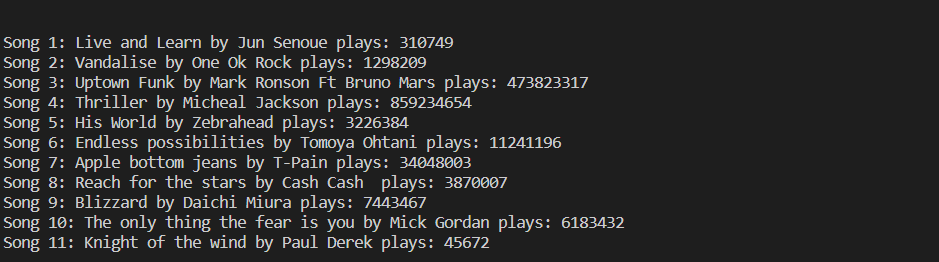 Song 1: Live and Learn by Jun Senoue plays: 310749
Song 2: Vandalise by One Ok Rock plays: 1298209
Song 3: Uptown Funk by Mark Ronson Ft Bruno Mars plays: 473823317
Song 4: Thriller by Micheal Jackson plays: 859234654
Song 5: His World by Zebrahead plays: 3226384
Song 6: Endless possibilities by Tomoya Ohtani plays: 11241196
Song 7: Apple bottom jeans by T-Pain plays: 34048003
Song 8: Reach for the stars by Cash Cash  plays: 3870007
Song 9: Blizzard by Daichi Miura plays: 7443467
Song 10: The only thing the fear is you by Mick Gordan plays: 6183432
Song 11: Knight of the wind by Paul Derek plays: 45672